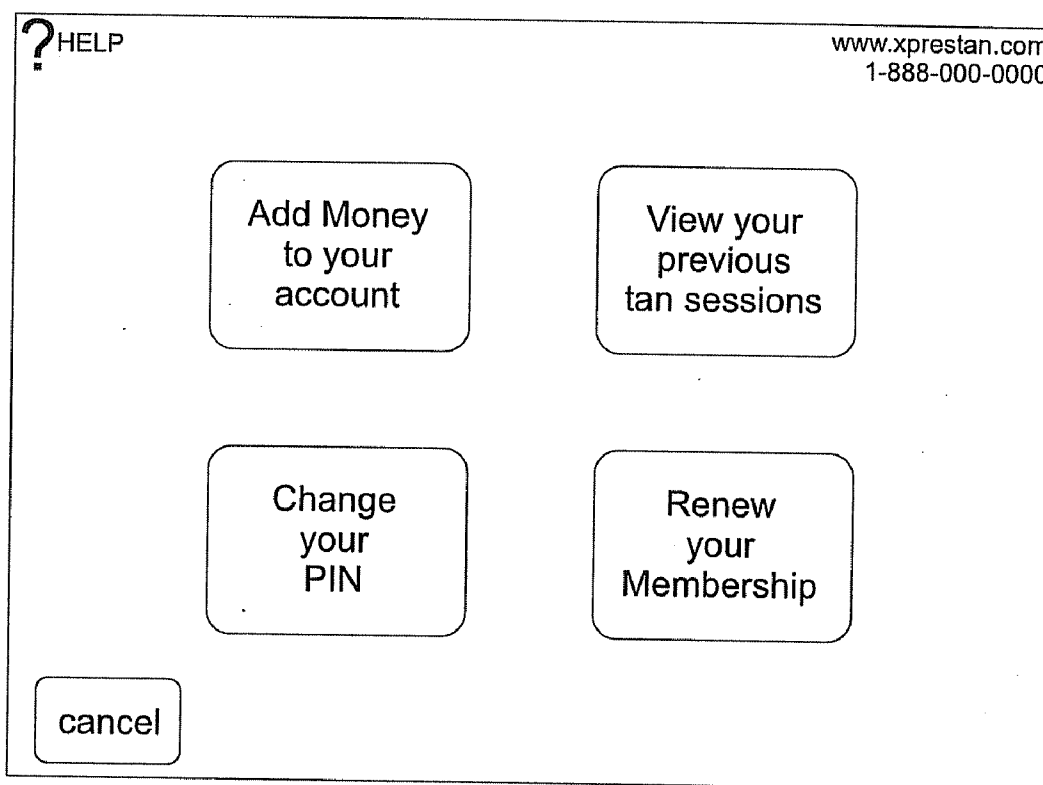 ? HELP
www.xprestan.com
1-888-000-0000
Add Money
to your
account
View your
previous
tan sessions
Change
your
PIN
Renew
your
Membership
cancel